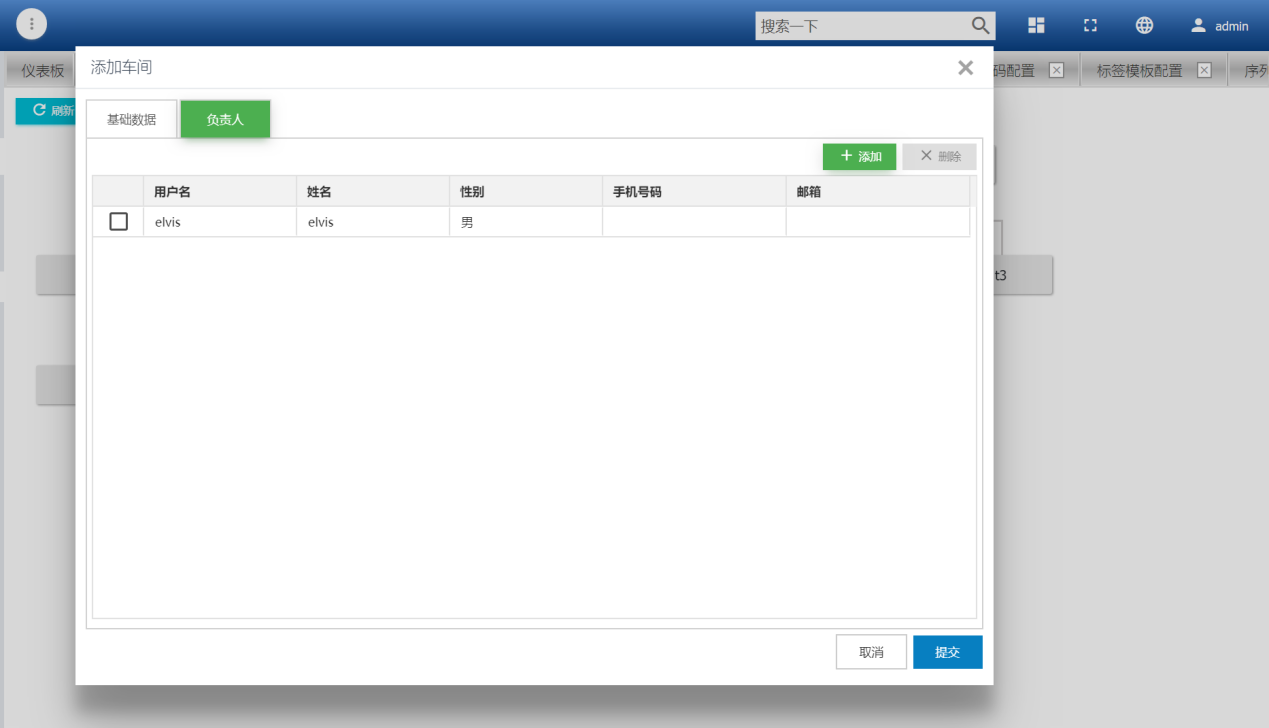 搜索一下
admin
仪表板
码配置
标签模板配置
序列
刷新
添加车间
基础数据
负责人
添加
删除
用户名 姓名 性别 手机号码 邮箱
elvis elvis 男
t3
取消
提交